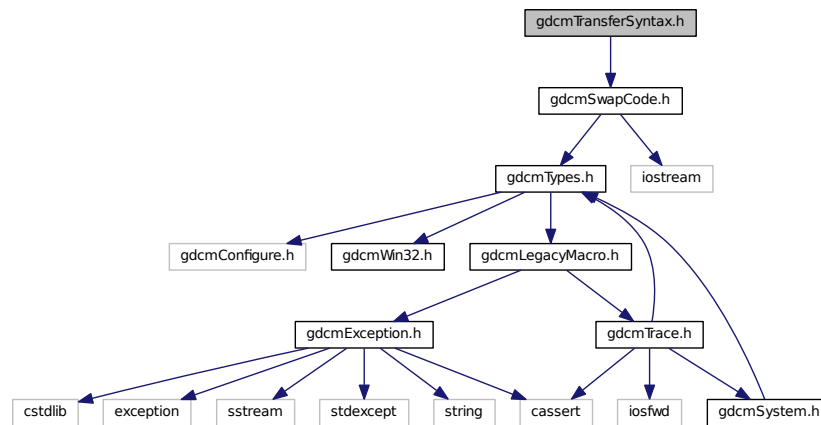 gdcmTransferSyntax.h
gdcmSwapCode.h
gdcmTypes.h
iostream
gdcmConfigure.h
gdcmWin32.h
gdcmLegacyMacro.h
gdcmException.h
gdcmTrace.h
cstdlib
exception
sstream
stdexcept
string
cassert
iosfwd
gdcmSystem.h